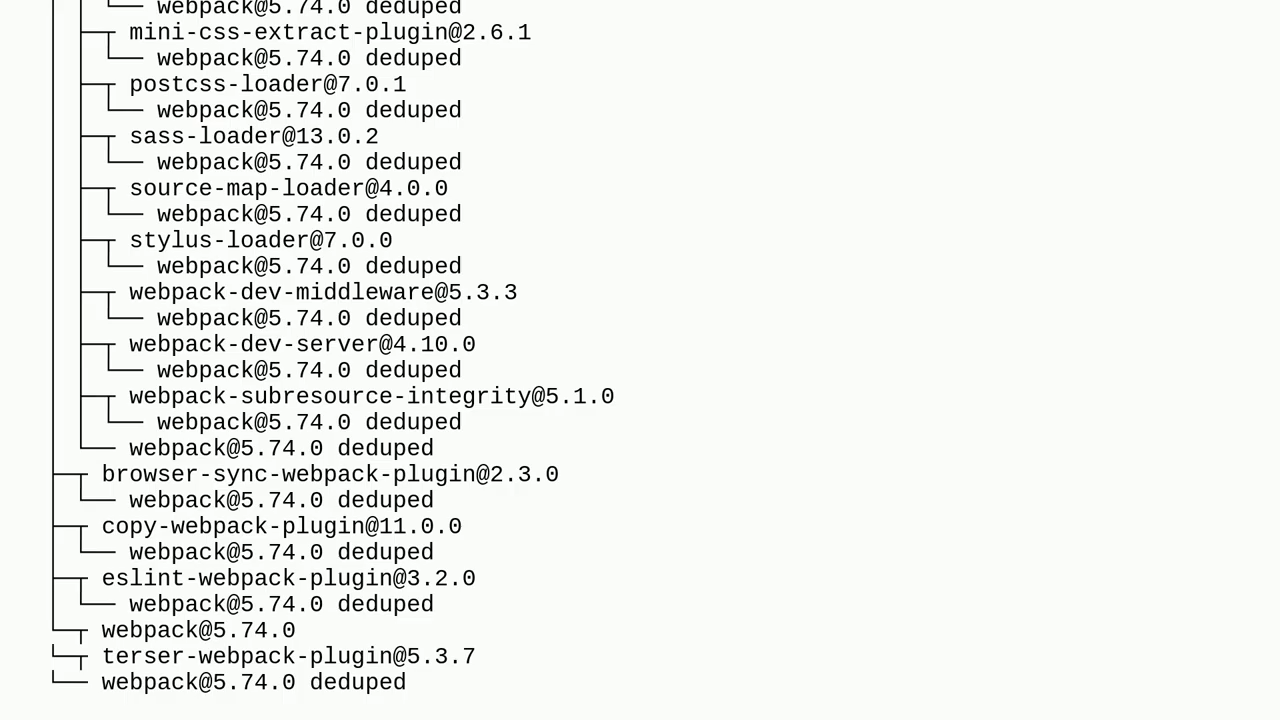 │ │ │ └── webpack@5.74.0 deduped
│ ├─┬ mini-css-extract-plugin@2.6.1
│ │ └── webpack@5.74.0 deduped
│ ├─┬ postcss-loader@7.0.1
│ │ └── webpack@5.74.0 deduped
│ ├─┬ sass-loader@13.0.2
│ │ └── webpack@5.74.0 deduped
│ ├─┬ source-map-loader@4.0.0
│ │ └── webpack@5.74.0 deduped
│ ├─┬ stylus-loader@7.0.0
│ │ └── webpack@5.74.0 deduped
│ ├─┬ webpack-dev-middleware@5.3.3
│ │ └── webpack@5.74.0 deduped
│ ├─┬ webpack-dev-server@4.10.0
│ │ └── webpack@5.74.0 deduped
│ ├─┬ webpack-subresource-integrity@5.1.0
│ │ └── webpack@5.74.0 deduped
│ └── webpack@5.74.0 deduped
├─┬ browser-sync-webpack-plugin@2.3.0
│ └── webpack@5.74.0 deduped
├─┬ copy-webpack-plugin@11.0.0
│ └── webpack@5.74.0 deduped
├─┬ eslint-webpack-plugin@3.2.0
│ └── webpack@5.74.0 deduped
└─┬ webpack@5.74.0
└─┬ terser-webpack-plugin@5.3.7
└── webpack@5.74.0 deduped